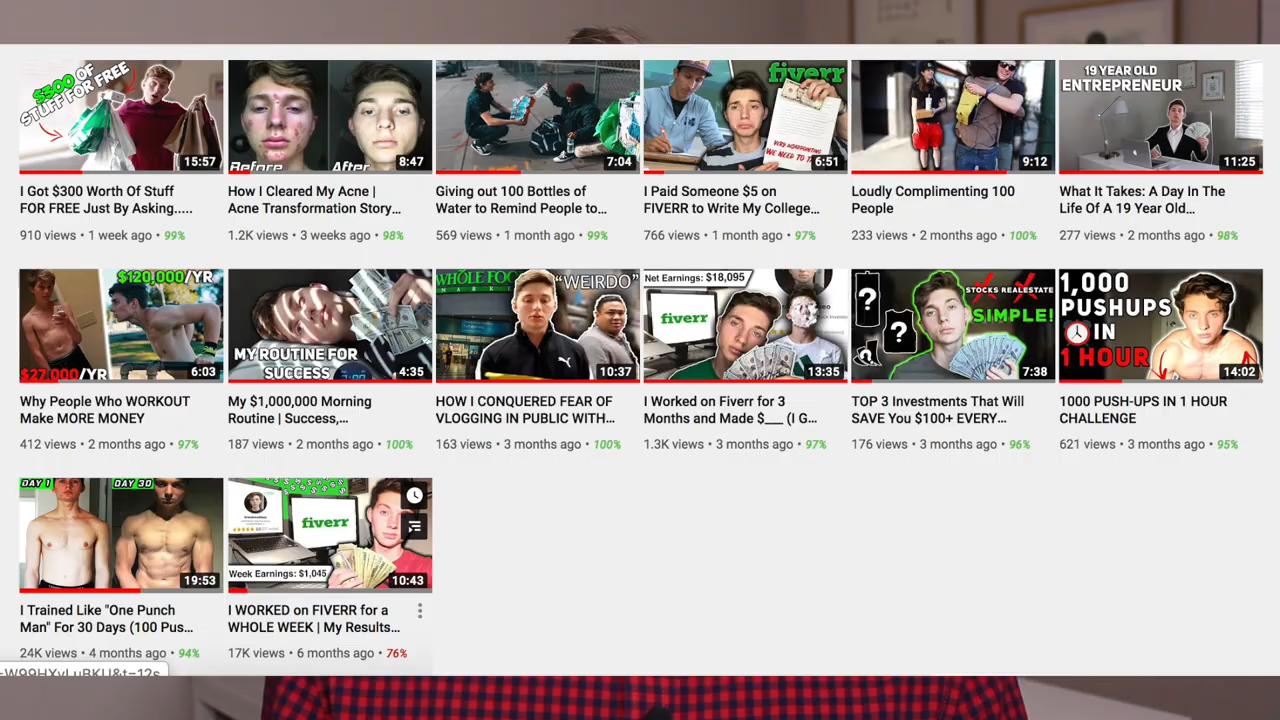 $300 OF
STUFF FOR FREE
15:57
I Got $300 Worth Of Stuff
FOR FREE Just By Asking.....
910 views • 1 week ago • 99%
Before
After
8:47
How I Cleared My Acne |
Acne Transformation Story...
1.2K views • 3 weeks ago • 98%
7:04
Giving out 100 Bottles of
Water to Remind People to...
569 views • 1 month ago • 99%
fiverr
6:51
I Paid Someone $5 on
FIVERR to Write My College...
766 views • 1 month ago • 97%
9:12
Loudly Complimenting 100
People
233 views • 2 months ago • 100%
19 YEAR OLD
ENTREPRENEUR
11:25
What It Takes: A Day In The
Life Of A 19 Year Old...
277 views • 2 months ago • 98%
$120,000/YR
$27,000/YR
6:03
Why People Who WORKOUT
Make MORE MONEY
412 views • 2 months ago • 97%
MY ROUTINE FOR
SUCCESS
4:35
My $1,000,000 Morning
Routine | Success,...
187 views • 2 months ago • 100%
WHOLE FOO
MARKET
"WEIRDO"
10:37
HOW I CONQUERED FEAR OF
VLOGGING IN PUBLIC WITH...
163 views • 3 months ago • 100%
Net Earnings: $18,095
fiverr
13:35
I Worked on Fiverr for 3
Months and Made $___ (I G...
1.3K views • 3 months ago • 97%
STOCKS REALESTATE
SIMPLE!
?
?
7:38
TOP 3 Investments That Will
SAVE You $100+ EVERY...
176 views • 3 months ago • 96%
1,000
PUSHUPS
IN
1 HOUR
14:02
1000 PUSH-UPS IN 1 HOUR
CHALLENGE
621 views • 3 months ago • 95%
DAY 1
DAY 30
19:53
I Trained Like "One Punch
Man" For 30 Days (100 Pus...
24K views • 4 months ago • 94%
$$$$$$$
fiverr
Week Earnings: $1,045
10:43
I WORKED on FIVERR for a
WHOLE WEEK | My Results...
17K views • 6 months ago • 76%